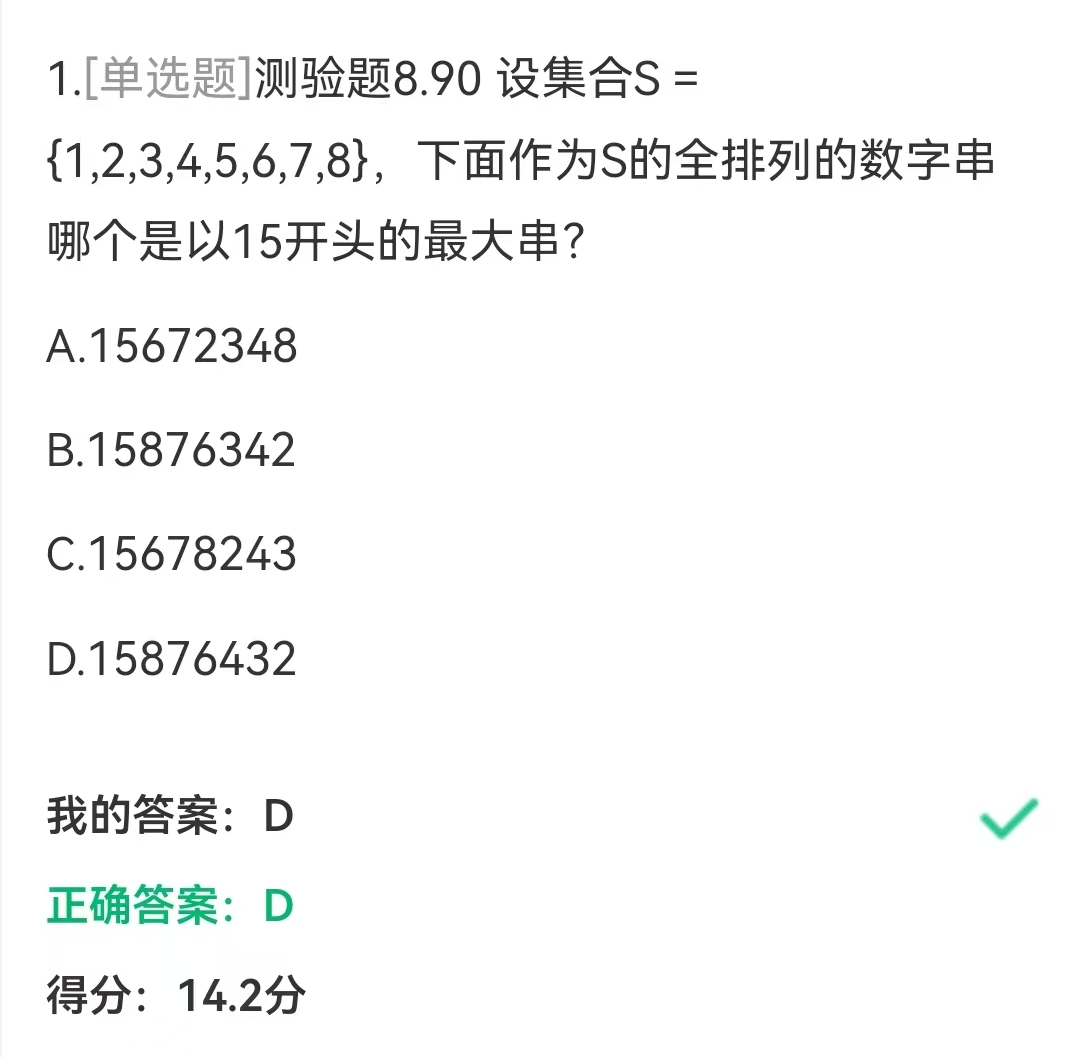 1.[单选题]测验题8.90 设集合S =
{1,2,3,4,5,6,7,8}，下面作为S的全排列的数字串
哪个是以15开头的最大串？
A.15672348
B.15876342
C.15678243
D.15876432
我的答案：D
正确答案：D
得分：14.2分